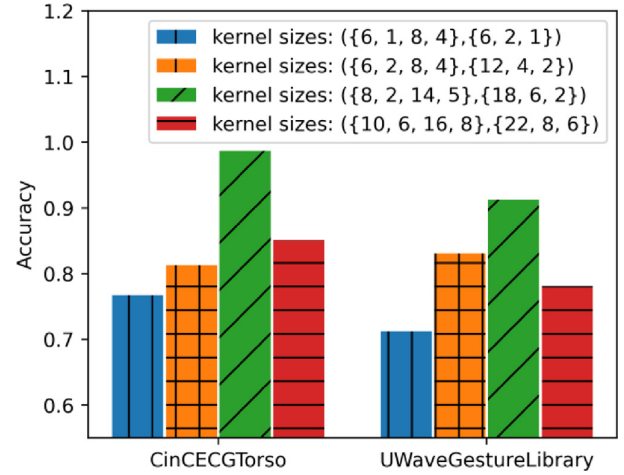 1.2
1.1
1.0
0.9
0.8
0.7
0.6
Accuracy
kernel sizes: ({6, 1, 8, 4},{6, 2, 1})
kernel sizes: ({6, 2, 8, 4},{12, 4, 2})
kernel sizes: ({8, 2, 14, 5},{18, 6, 2})
kernel sizes: ({10, 6, 16, 8},{22, 8, 6})
CinCECGTorso
UWaveGestureLibrary